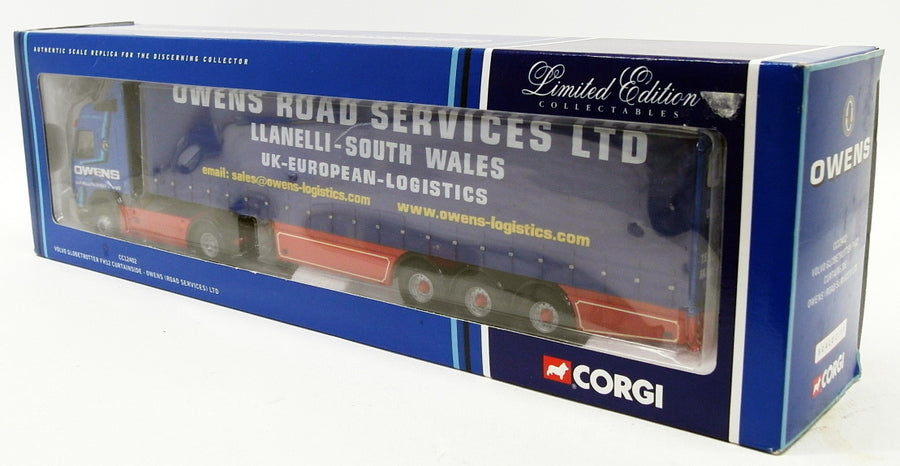 AUTHENTIC SCALE REPLICA FOR THE DISCERNING COLLECTOR
Limited Edition
COLLECTABLES
OWENS ROAD SERVICES LTD
LLANELLI-SOUTH WALES
UK-EUROPEAN-LOGISTICS
email: sales@owens-logistics.com
www.owens-logistics.com
OWENS
CC12402
VOLVO GLOBETROTTER FH12 CURTAINSIDE - OWENS (ROAD SERVICES) LTD
CORGI
OWENS
CORGI